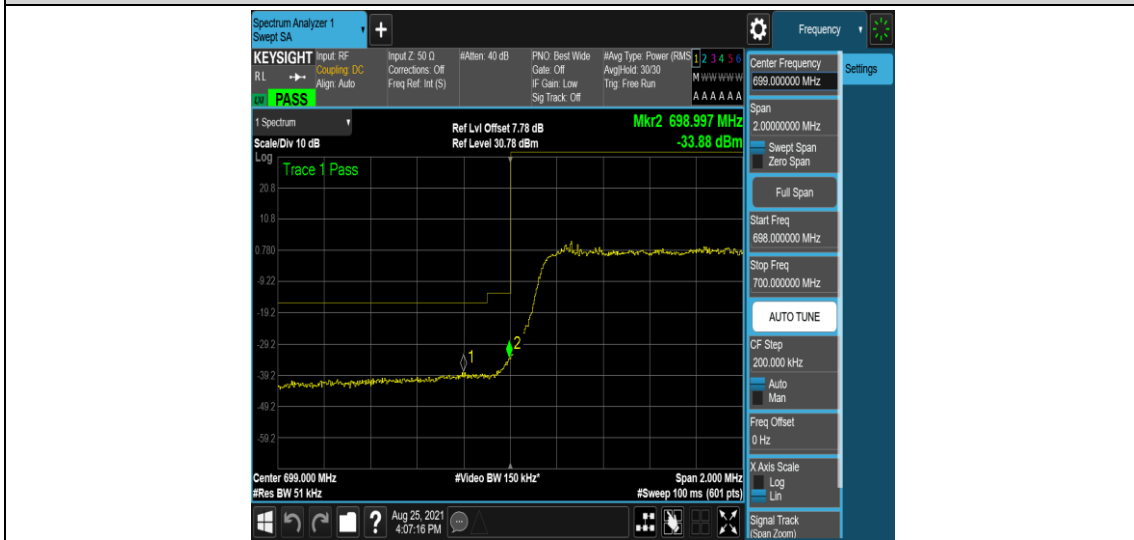 Spectrum Analyzer 1
Swept SA
Frequency
KEYSIGHT
RL
LXI
PASS
Input: RF
Coupling: DC
Align: Auto
Input Z: 50 Ω
Corrections: Off
Freq Ref: Int (S)
#Atten: 40 dB
PNO: Best Wide
Gate: Off
IF Gain: Low
Sig Track: Off
#Avg Type: Power (RMS
Avg|Hold: 30/30
Trig: Free Run
1 2 3 4 5 6
M W W W W W
A A A A A A
1 Spectrum
Scale/Div 10 dB
Ref Lvl Offset 7.78 dB
Ref Level 30.78 dBm
Mkr2 698.997 MHz
-33.88 dBm
Log
Trace 1 Pass
20.8
10.8
0.780
-9.22
-19.2
-29.2
-39.2
-49.2
-59.2
1
2
Center 699.000 MHz
#Res BW 51 kHz
#Video BW 150 kHz*
Span 2.000 MHz
#Sweep 100 ms (601 pts)
Aug 25, 2021
4:07:16 PM
Settings
Center Frequency
699.000000 MHz
Span
2.00000000 MHz
Swept Span
Zero Span
Full Span
Start Freq
698.000000 MHz
Stop Freq
700.000000 MHz
AUTO TUNE
CF Step
200.000 kHz
Auto
Man
Freq Offset
0 Hz
X Axis Scale
Log
Lin
Signal Track
(Span Zoom)